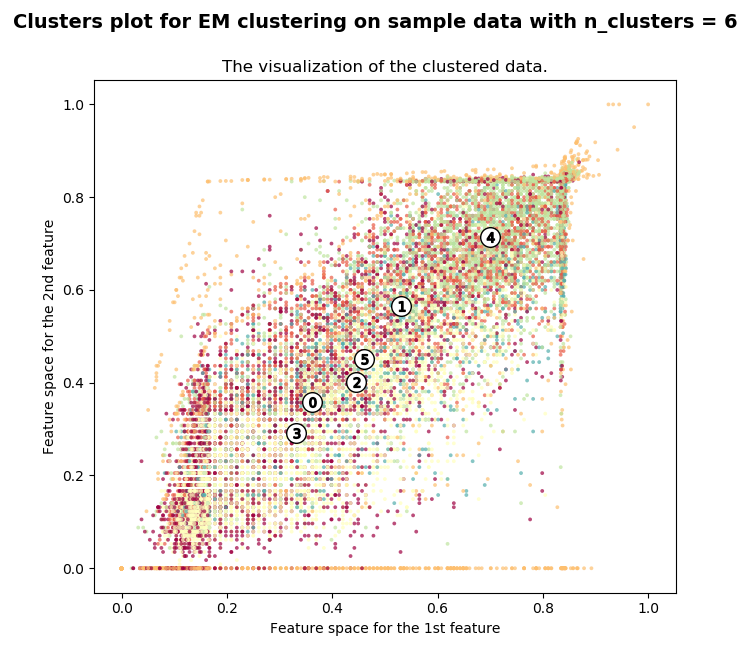 Clusters plot for EM clustering on sample data with n_clusters = 6
The visualization of the clustered data.
1.0
0.8
0.6
0.4
0.2
0.0
Feature space for the 2nd feature
4
1
5
2
0
3
0.0 0.2 0.4 0.6 0.8 1.0
Feature space for the 1st feature